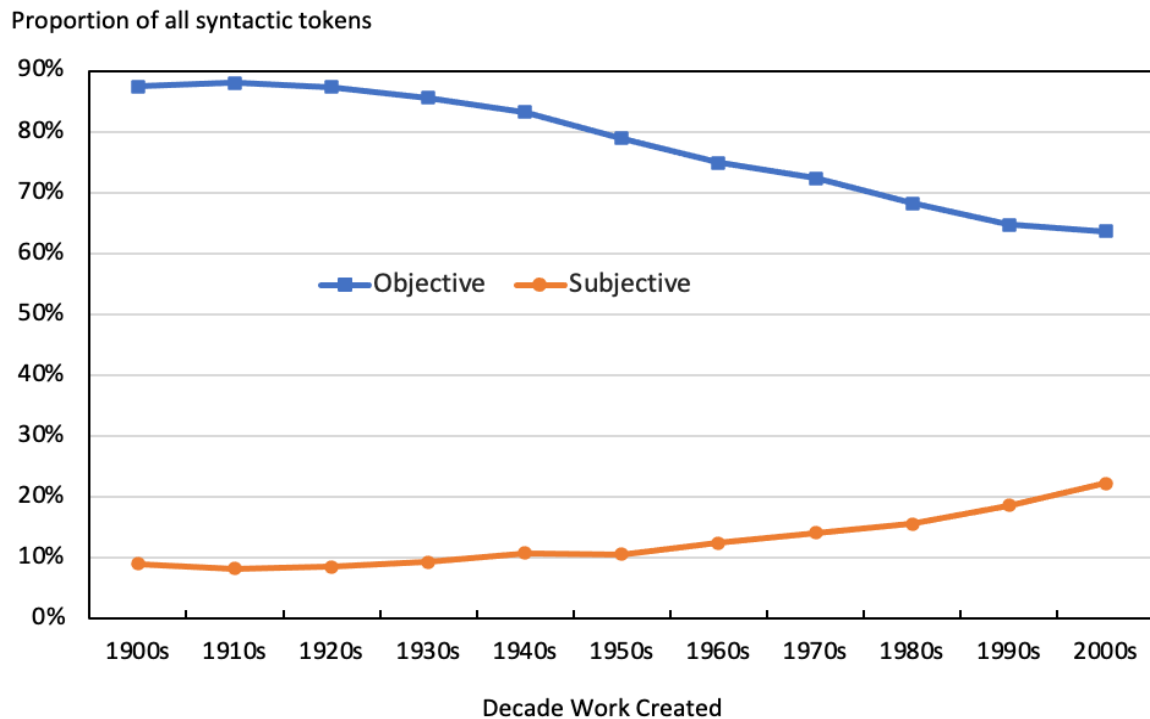 Proportion of all syntactic tokens
90%
80%
70%
60%
Objective Subjective
50%
40%
30%
20%
10%
0%
1900s 1910s 1920s 1930s 1940s 1950s 1960s 1970s 1980s 1990s 2000s
Decade Work Created